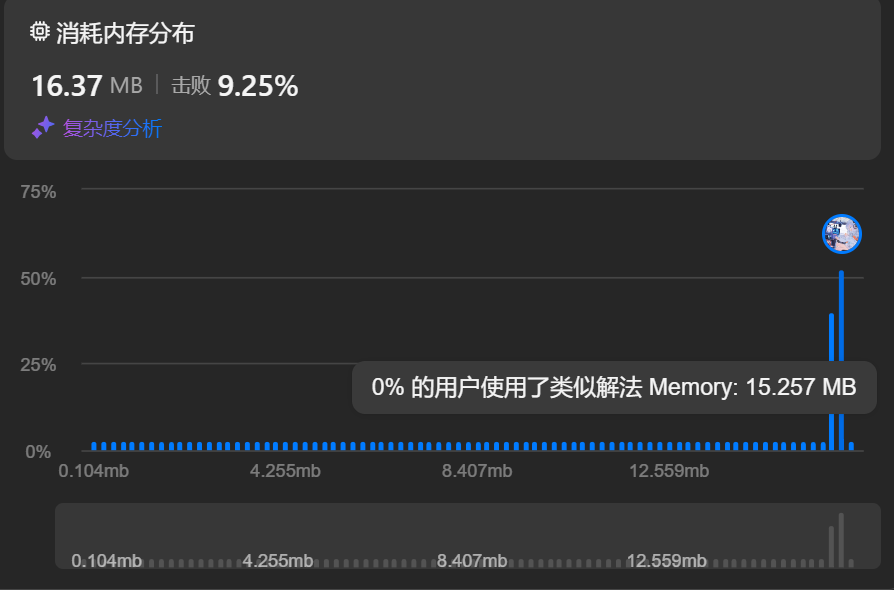 消耗内存分布
16.37 MB | 击败 9.25%
复杂度分析
75%
50%
25%
0% 的用户使用了类似解法 Memory: 15.257 MB
0%
0.104mb 4.255mb 8.407mb 12.559mb
0.104mb 4.255mb 8.407mb 12.559mb